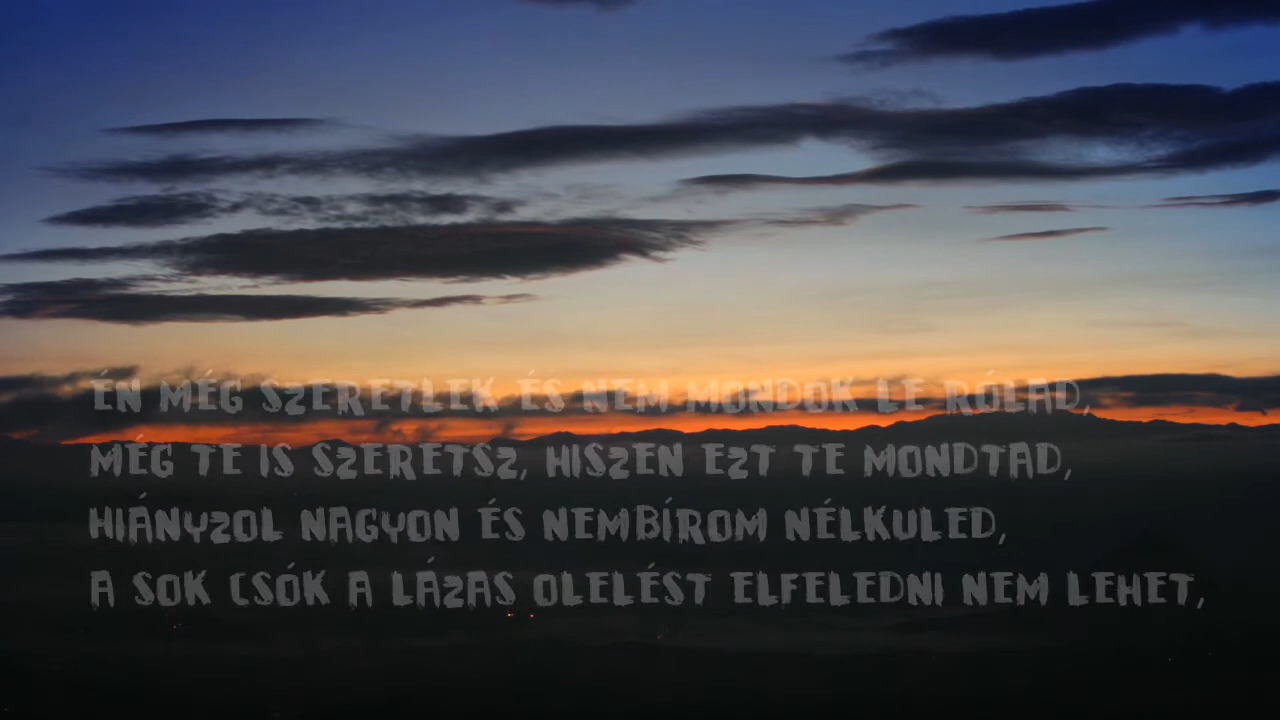 ÉN MÉG SZERETLEK ÉS NEM MONDOK LE RÓLAD,
MÉG TE IS SZERETSZ, HISZEN EZT TE MONDTAD,
HIÁNYZOL NAGYON ÉS NEMBÍROM NÉLKULED,
A SOK CSÓK A LÁZAS OLELÉST ELFELEDNI NEM LEHET,